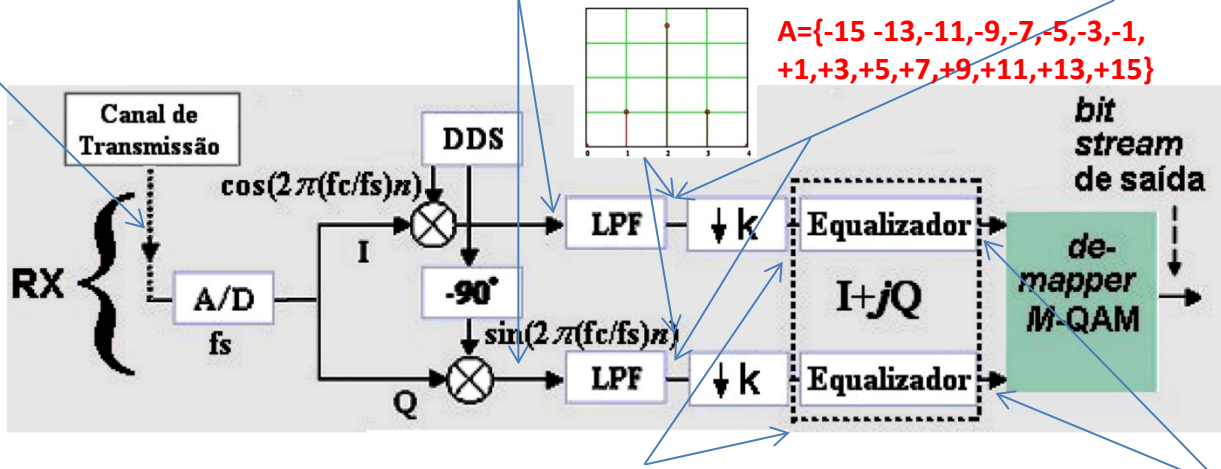 A={-15 -13,-11,-9,-7,-5,-3,-1,
+1,+3,+5,+7,+9,+11,+13,+15}
0 1 2 3 4
Canal de
Transmissão
DDS
bit
stream
de saída
cos(2π(fc/fs)n)
LPF
↓k
Equalizador
I
RX
A/D
fs
-90°
I+jQ
de-
mapper
M-QAM
sin(2π(fc/fs)n)
LPF
↓k
Equalizador
Q